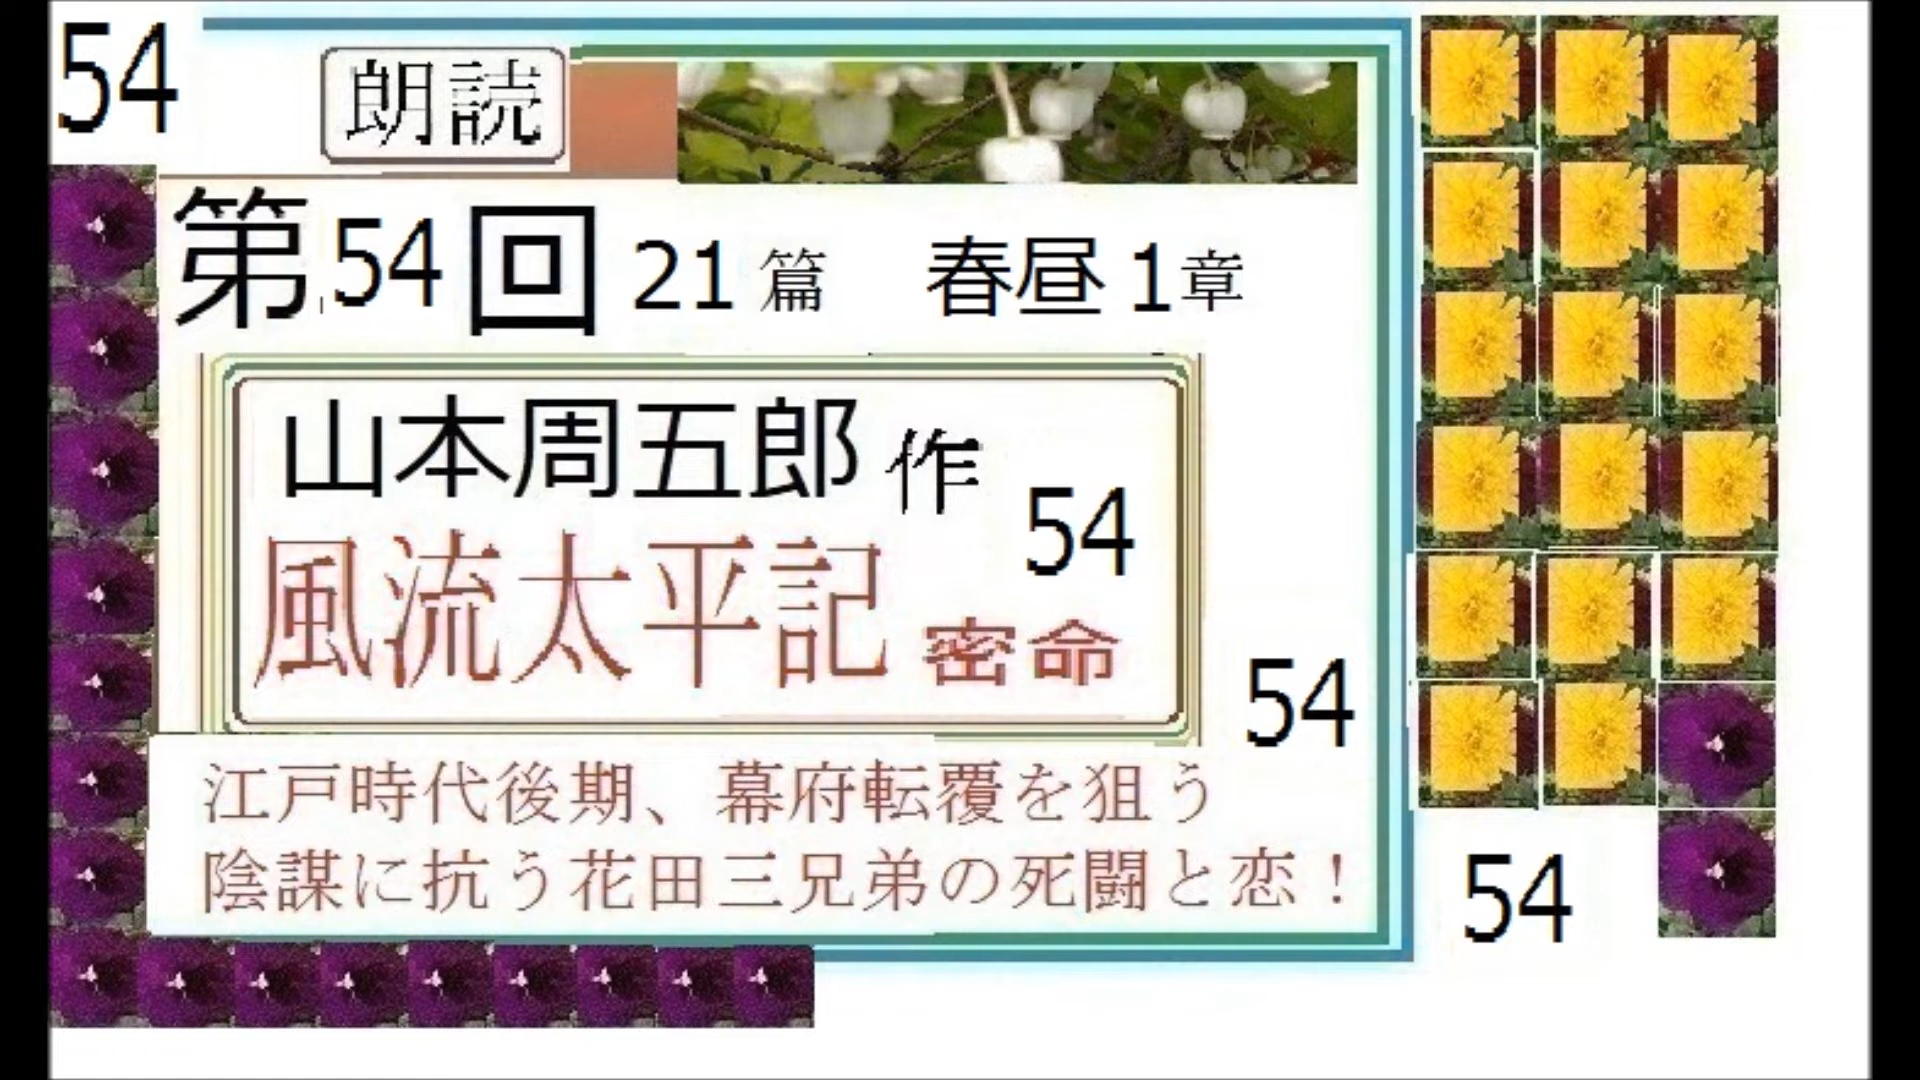 54
朗読
第54回 21篇 春昼 1章
山本周五郎 作
54
風流太平記 密命
54
江戸時代後期、幕府転覆を狙う
陰謀に抗う花田三兄弟の死闘と恋！
54